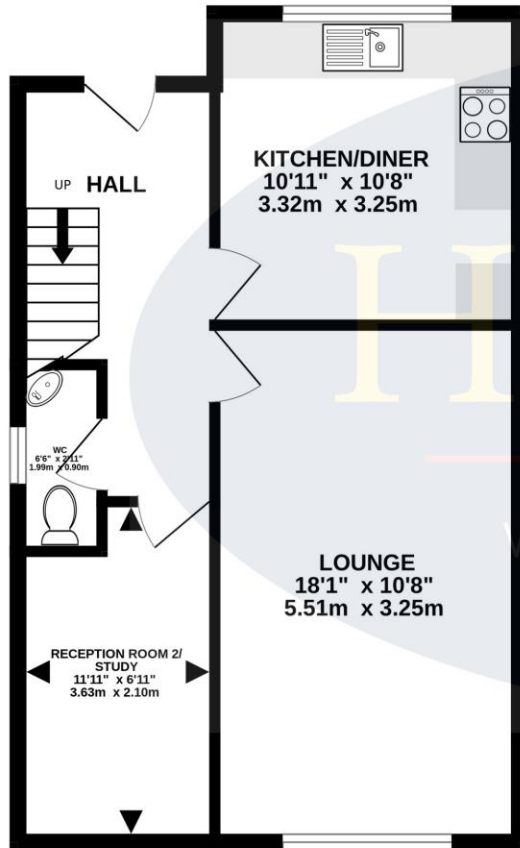 KITCHEN/DINER
10'11" x 10'8"
3.32m x 3.25m
UP
HALL
WC
6'6" x 2'11"
1.99m x 0.90m
LOUNGE
18'1" x 10'8"
5.51m x 3.25m
RECEPTION ROOM 2/
STUDY
11'11" x 6'11"
3.63m x 2.10m
H